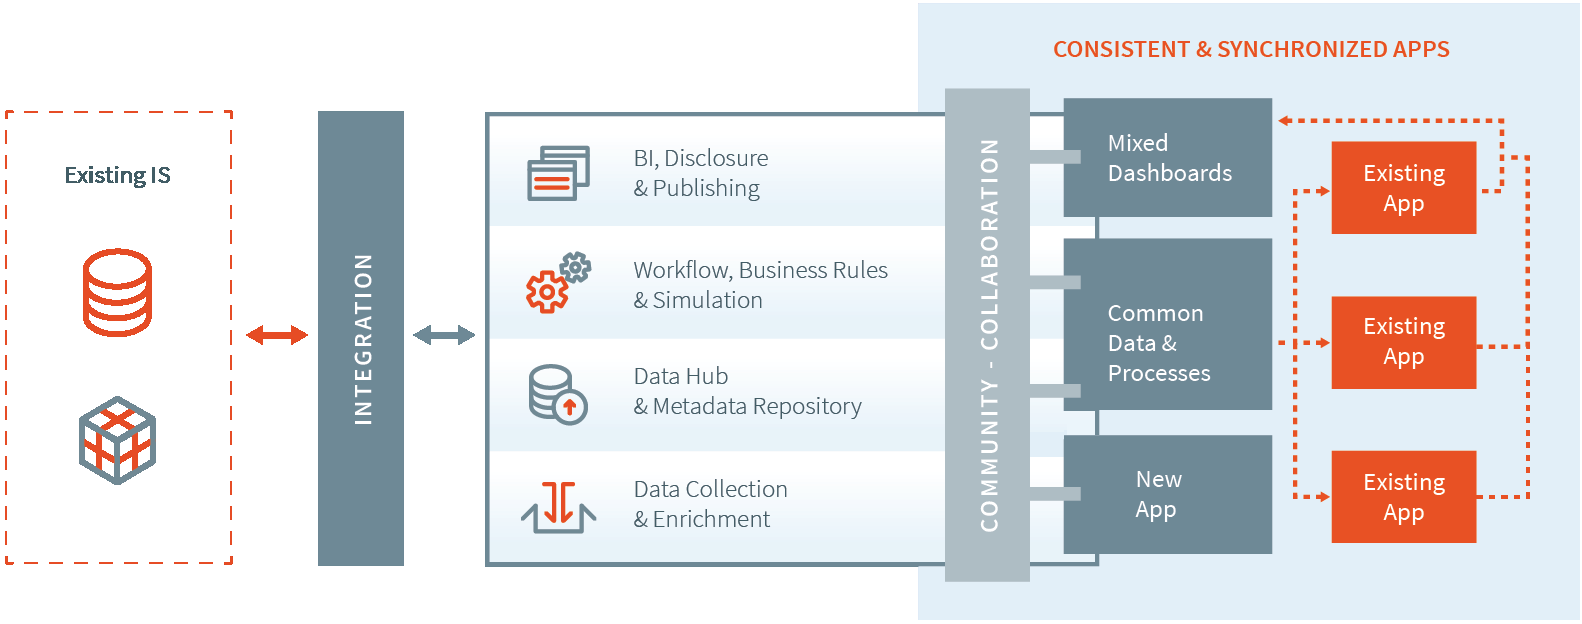 CONSISTENT & SYNCHRONIZED APPS
Existing IS
INTEGRATION
BI, Disclosure
& Publishing
Workflow, Business Rules
& Simulation
Data Hub
& Metadata Repository
Data Collection
& Enrichment
COMMUNITY - COLLABORATION
Mixed
Dashboards
Common
Data &
Processes
New
App
Existing
App
Existing
App
Existing
App